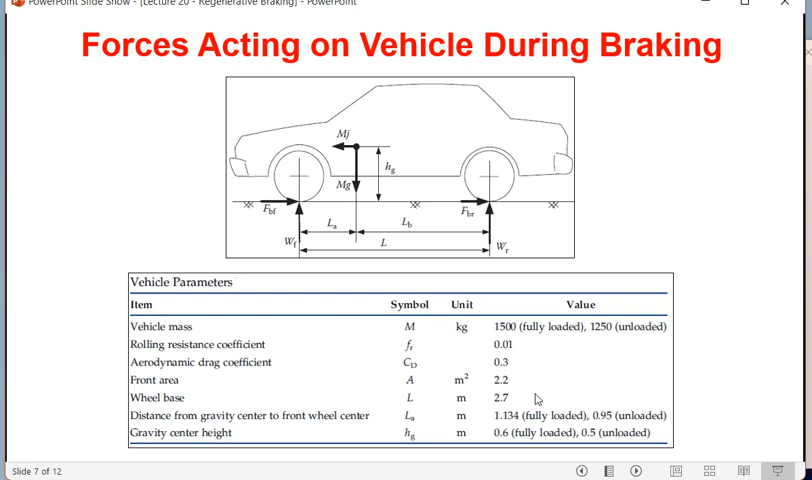 PowerPoint Slide Show - [Lecture 20 - Regenerative Braking] - PowerPoint
Forces Acting on Vehicle During Braking
Mj
hg
Mg
Fbf
Fbr
La
Lb
Wf
L
Wr
Vehicle Parameters
Item Symbol Unit Value
Vehicle mass M kg 1500 (fully loaded), 1250 (unloaded)
Rolling resistance coefficient fr 0.01
Aerodynamic drag coefficient CD 0.3
Front area A m² 2.2
Wheel base L m 2.7
Distance from gravity center to front wheel center La m 1.134 (fully loaded), 0.95 (unloaded)
Gravity center height hg m 0.6 (fully loaded), 0.5 (unloaded)
Slide 7 of 12